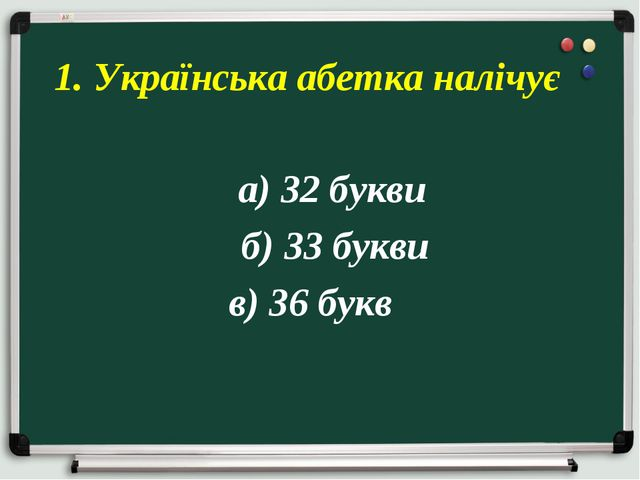 1. Українська абетка налічує
а) 32 букви
б) 33 букви
в) 36 букв